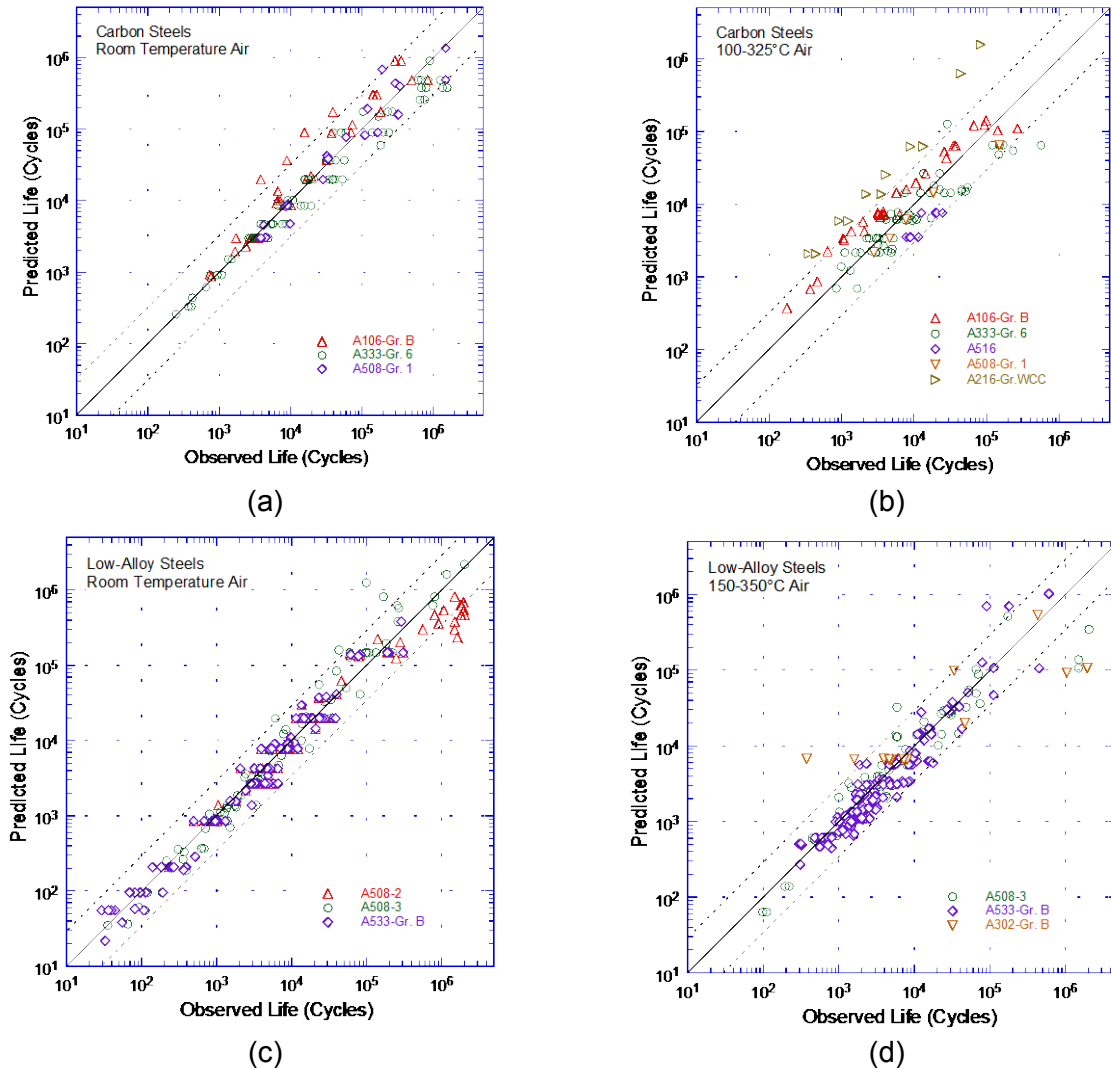 Carbon Steels
Room Temperature Air
Predicted Life (Cycles)
10⁶
10⁵
10⁴
10³
10²
10¹
A106-Gr. B
A333-Gr. 6
A508-Gr. 1
10¹ 10² 10³ 10⁴ 10⁵ 10⁶
Observed Life (Cycles)
(a)
Carbon Steels
100-325°C Air
Predicted Life (Cycles)
10⁶
10⁵
10⁴
10³
10²
10¹
A106-Gr. B
A333-Gr. 6
A516
A508-Gr. 1
A216-Gr.WCC
10¹ 10² 10³ 10⁴ 10⁵ 10⁶
Observed Life (Cycles)
(b)
Low-Alloy Steels
Room Temperature Air
Predicted Life (Cycles)
10⁶
10⁵
10⁴
10³
10²
10¹
A508-2
A508-3
A533-Gr. B
10¹ 10² 10³ 10⁴ 10⁵ 10⁶
Observed Life (Cycles)
(c)
Low-Alloy Steels
150-350°C Air
Predicted Life (Cycles)
10⁶
10⁵
10⁴
10³
10²
10¹
A508-3
A533-Gr. B
A302-Gr. B
10¹ 10² 10³ 10⁴ 10⁵ 10⁶
Observed Life (Cycles)
(d)